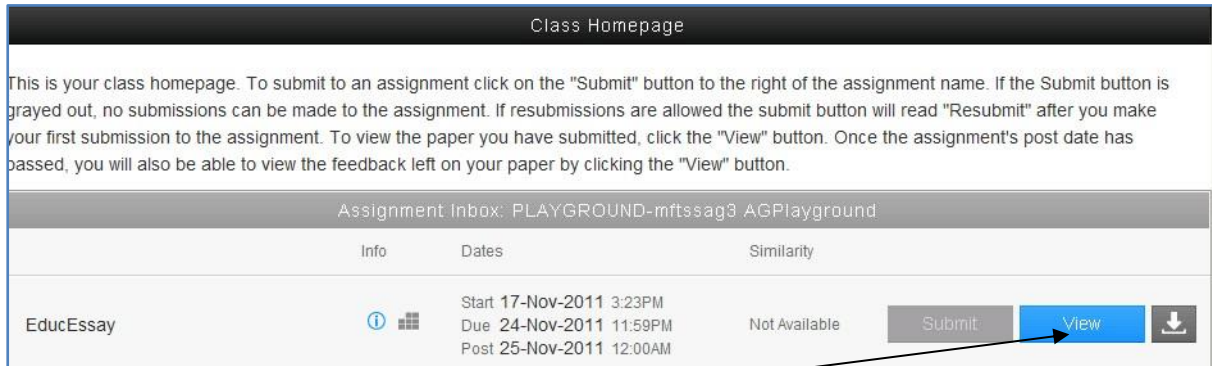 Class Homepage
This is your class homepage. To submit to an assignment click on the "Submit" button to the right of the assignment name. If the Submit button is
grayed out, no submissions can be made to the assignment. If resubmissions are allowed the submit button will read "Resubmit" after you make
your first submission to the assignment. To view the paper you have submitted, click the "View" button. Once the assignment's post date has
passed, you will also be able to view the feedback left on your paper by clicking the "View" button.
Assignment Inbox: PLAYGROUND-mftssag3 AGPlayground
Info Dates Similarity
Start 17-Nov-2011 3:23PM
EducEssay Due 24-Nov-2011 11:59PM Not Available Submit View
Post 25-Nov-2011 12:00AM